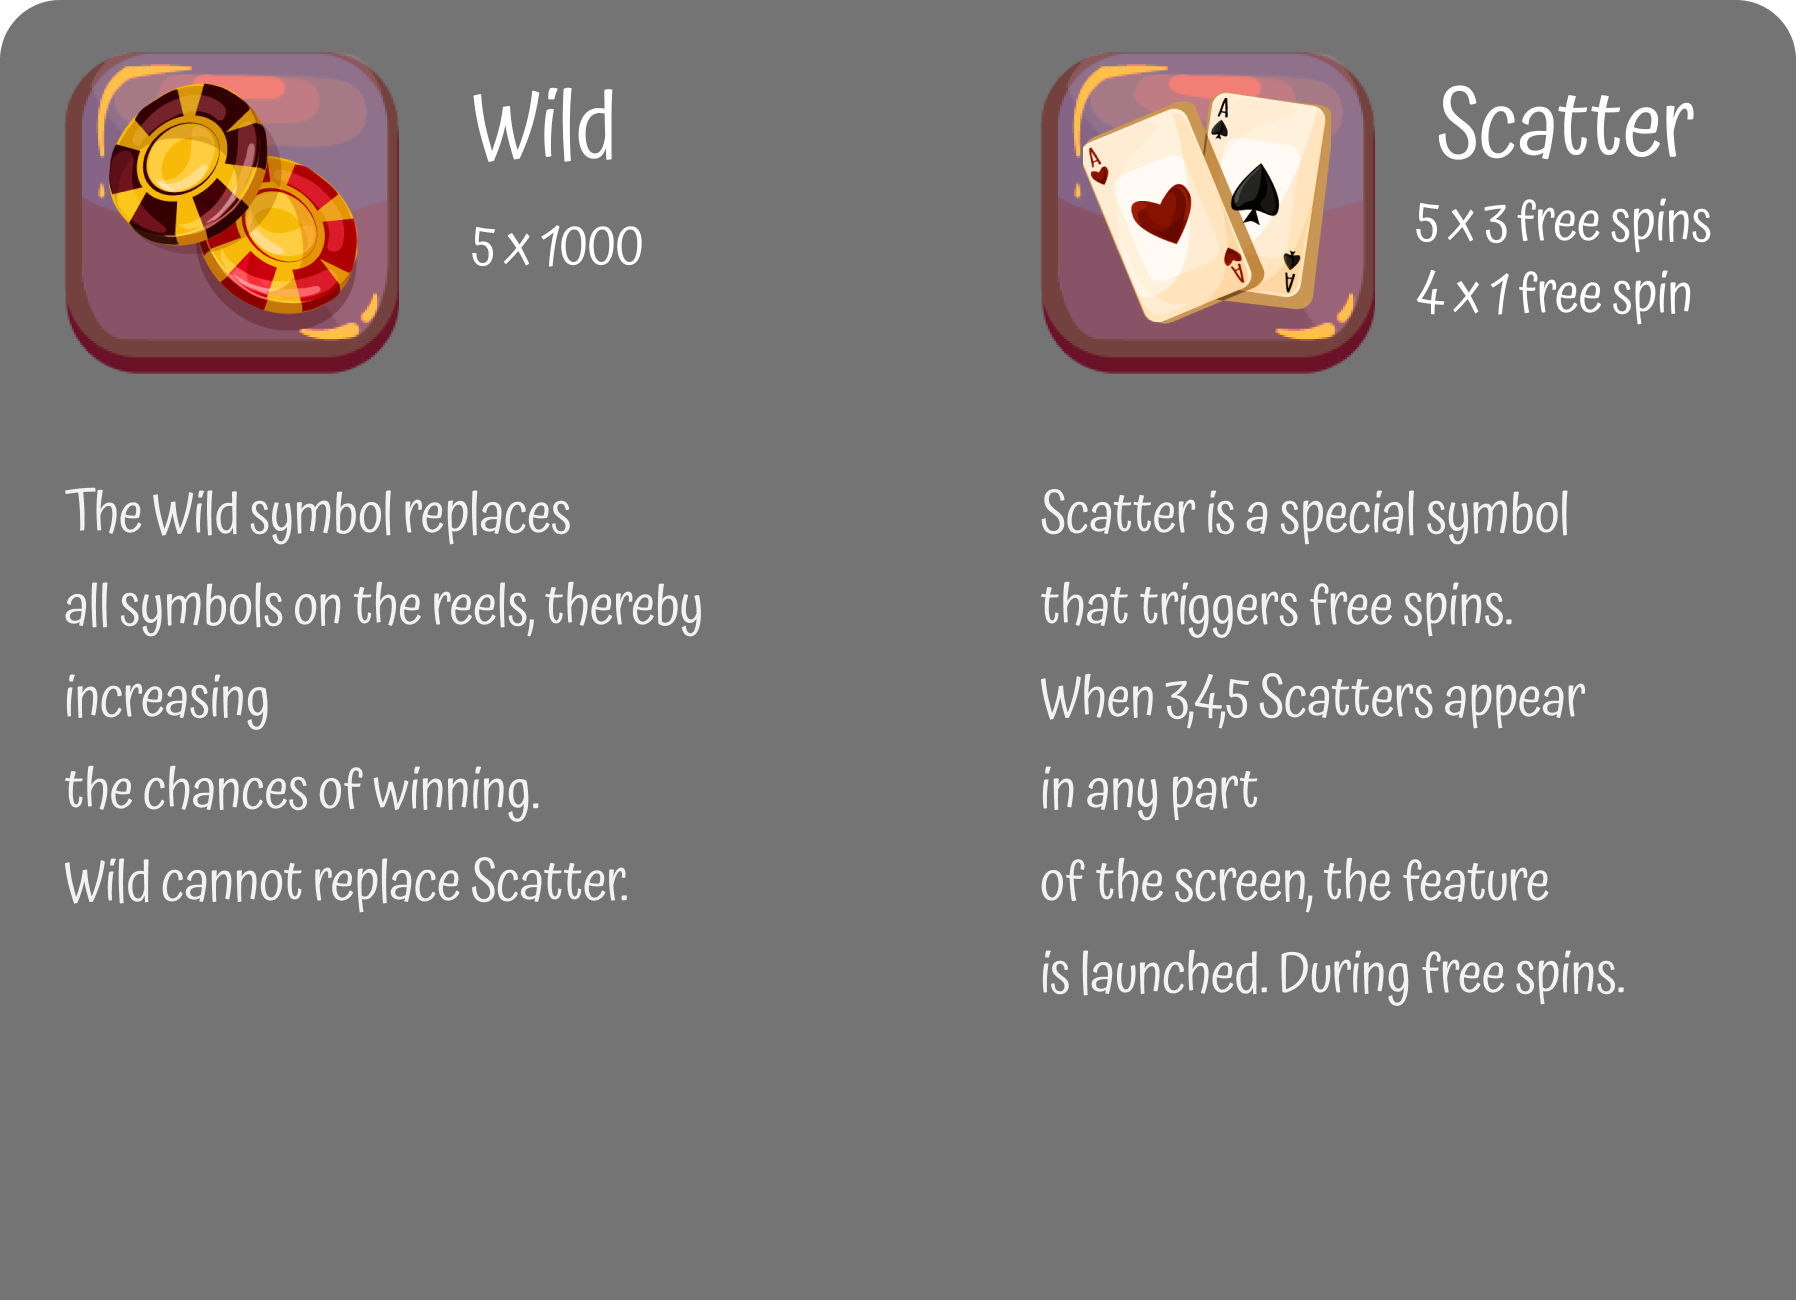 Wild
5 x 1000
The Wild symbol replaces
all symbols on the reels, thereby
increasing
the chances of winning.
Wild cannot replace Scatter.
A
A
A
A
Scatter
5 x 3 free spins
4 x 1 free spin
Scatter is a special symbol
that triggers free spins.
When 3,4,5 Scatters appear
in any part
of the screen, the feature
is launched. During free spins.